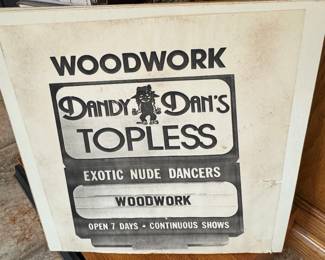 WOODWORK
DANDY DAN'S
TOPLESS
EXOTIC NUDE DANCERS
WOODWORK
OPEN 7 DAYS • CONTINUOUS SHOWS